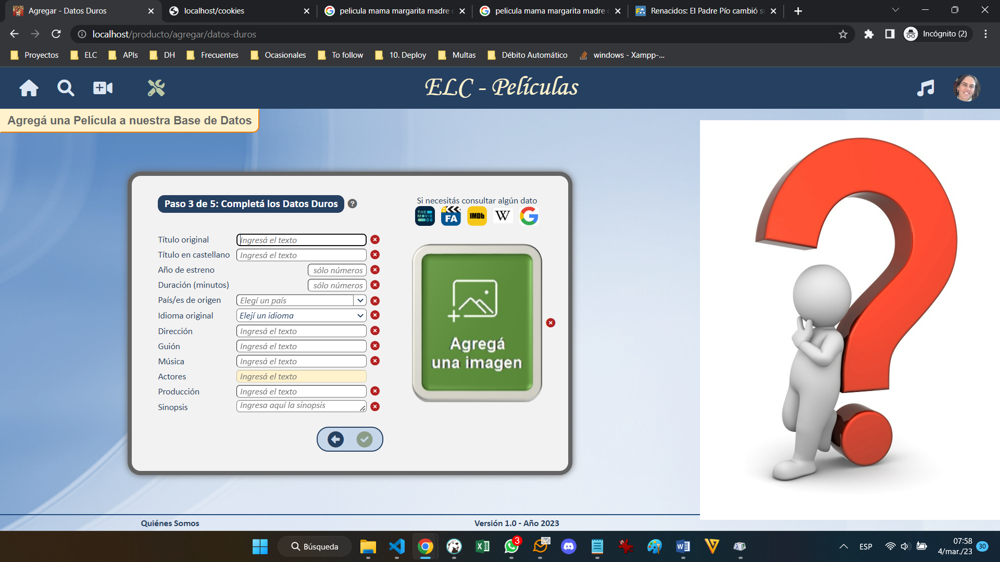 Agregar - Datos Duros
localhost/cookies
pelicula mama margarita madre
pelicula mama margarita madre
Renacidos: El Padre Pío cambió
localhost/producto/agregar/datos-duros
Incógnito (2)
Proyectos ELC APIs DH Frecuentes Ocasionales To follow 10. Deploy Multas Débito Automático windows - Xampp-...
ELC - Películas
Agregá una Película a nuestra Base de Datos
Paso 3 de 5: Completá los Datos Duros ?
Si necesitás consultar algún dato
THE MOVIE DB FA IMDb W G
Título original Ingresá el texto
Título en castellano Ingresá el texto
Año de estreno sólo números
Duración (minutos) sólo números
País/es de origen Elegí un país
Idioma original Elejí un idioma
Dirección Ingresá el texto
Guión Ingresá el texto
Música Ingresá el texto
Actores Ingresá el texto
Producción Ingresá el texto
Sinopsis Ingresa aquí la sinopsis
Agregá
una imagen
Quiénes Somos Versión 1.0 - Año 2023
Búsqueda
3
ESP
07:58
4/mar./23
30